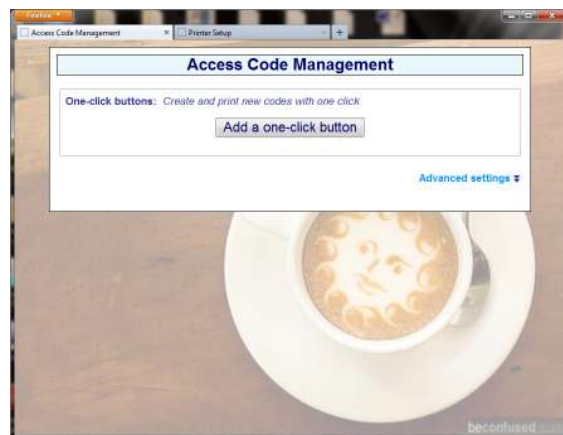 Firefox
Access Code Management
Printer Setup
Access Code Management
One-click buttons: Create and print new codes with one click
Add a one-click button
Advanced settings
beconfused.com